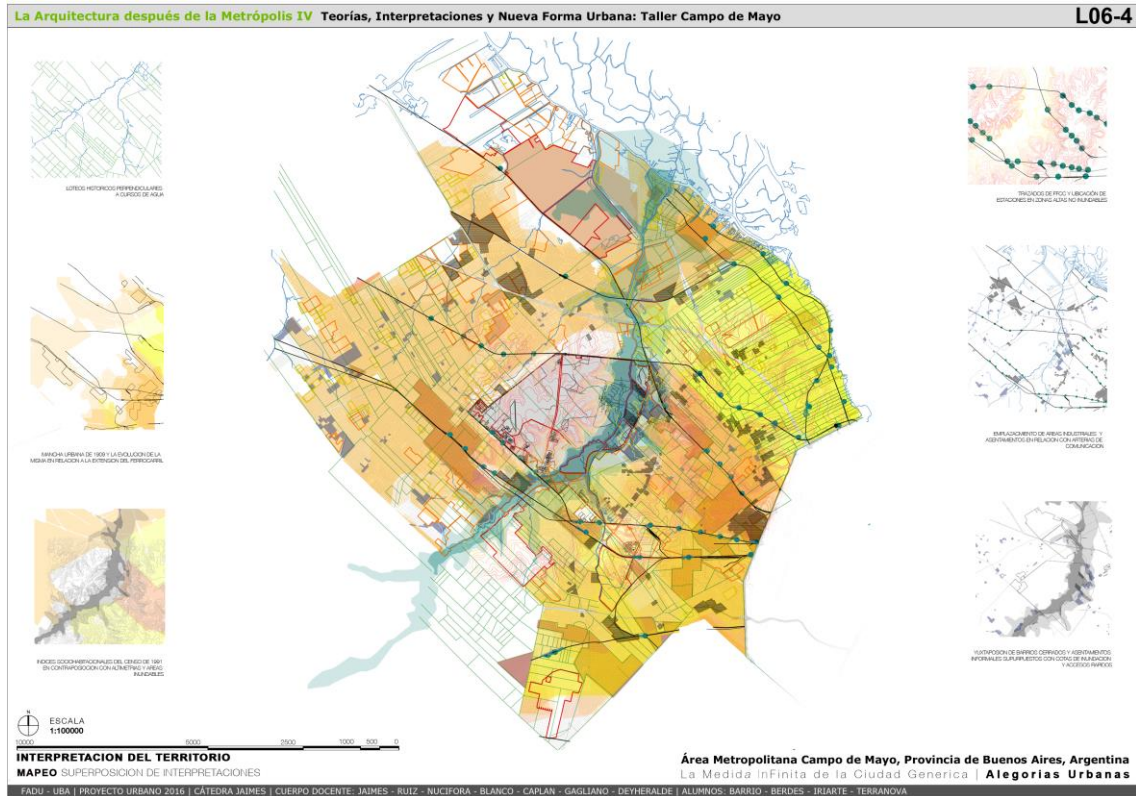 La Arquitectura después de la Metrópolis IV Teorías, Interpretaciones y Nueva Forma Urbana: Taller Campo de Mayo
L06-4
LOTEOS HISTORICOS PERPENDICULARES
A CURSOS DE AGUA
MANCHA URBANA DE 1909 Y LA EVOLUCION DE LA
MISMA EN RELACION A LA EXTENSION DEL FERROCARRIL
INDICES SOCIOHABITACIONALES DEL CENSO DE 1991
EN CONTRAPOSICION CON ALTIMETRIAS Y AREAS
INUNDABLES
TRAZADOS DE FFCC Y UBICACIÓN DE
ESTACIONES EN ZONAS ALTAS NO INUNDABLES
EMPLAZACMIENTO DE AREAS INDUSTRIALES Y
ASENTAMIENTOS EN RELACION CON ARTERIAS DE
COMUNICACION
YUXTAPOSION DE BARRIOS CERRADOS Y ASENTAMIENTOS
INFORMALES SUPURPUESTOS CON COTAS DE INUNDACION
Y ACCESOS RAPIDOS
N
ESCALA
1:100000
10000 5000 2500 1000 500 0
INTERPRETACION DEL TERRITORIO
MAPEO SUPERPOSICION DE INTERPRETACIONES
Área Metropolitana Campo de Mayo, Provincia de Buenos Aires, Argentina
La Medida InFinita de la Ciudad Generica | Alegorias Urbanas
FADU - UBA | PROYECTO URBANO 2016 | CÁTEDRA JAIMES | CUERPO DOCENTE: JAIMES - RUIZ - NUCIFORA - BLANCO - CAPLAN - GAGLIANO - DEYHERALDE | ALUMNOS: BARRIO - BERDES - IRIARTE - TERRANOVA